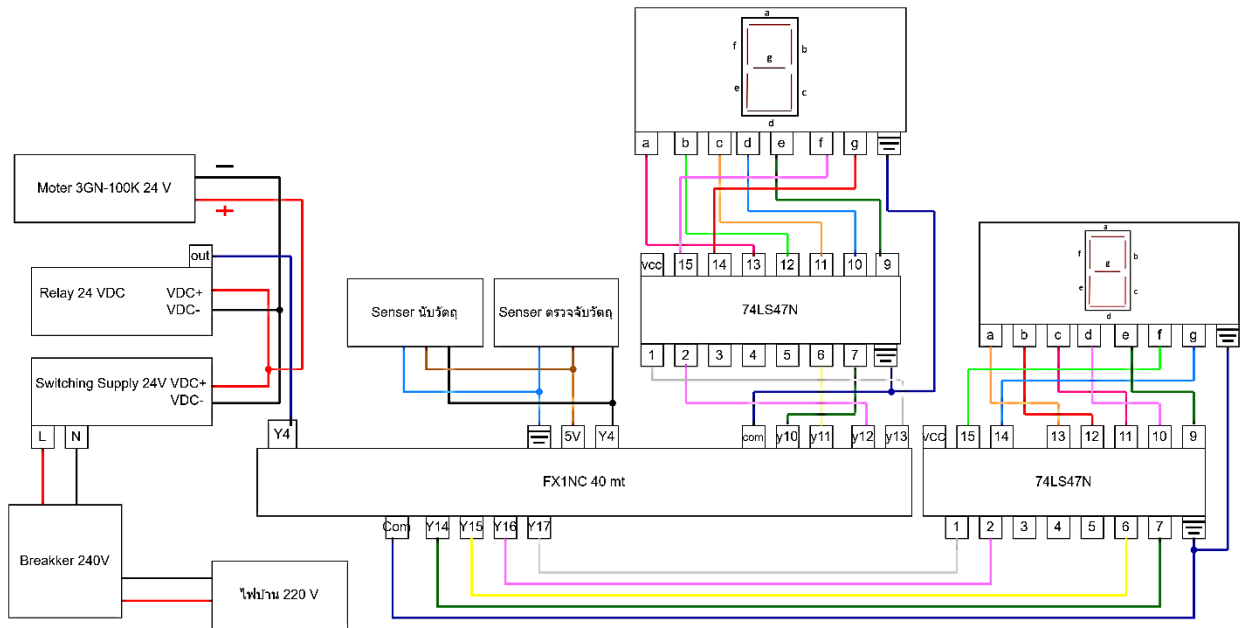 a
f
b
g
e
c
d
a
b
c
d
e
f
g
Moter 3GN-100K 24 V
out
Relay 24 VDC
VDC+
VDC-
Switching Supply 24V VDC+
VDC-
L
N
Breakker 240V
ไฟบ้าน 220 V
Senser นับวัตถุ
Senser ตรวจจับวัตถุ
vcc
15
14
13
12
11
10
9
74LS47N
1
2
3
4
5
6
7
a
f
b
g
e
c
d
a
b
c
d
e
f
g
Y4
5V
Y4
com
y10
y11
y12
y13
FX1NC 40 mt
Com
Y14
Y15
Y16
Y17
VCC
15
14
13
12
11
10
9
74LS47N
1
2
3
4
5
6
7